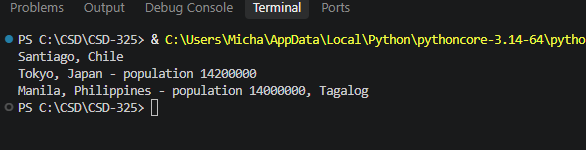 Problems Output Debug Console Terminal Ports
PS C:\CSD\CSD-325> & C:\Users\Micha\AppData\Local\Python\pythoncore-3.14-64\pytho
Santiago, Chile
Tokyo, Japan - population 14200000
Manila, Philippines - population 14000000, Tagalog
PS C:\CSD\CSD-325>